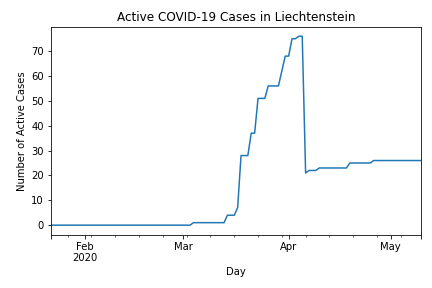 Active COVID-19 Cases in Liechtenstein
Number of Active Cases
70
60
50
40
30
20
10
0
Feb
2020
Mar
Apr
May
Day